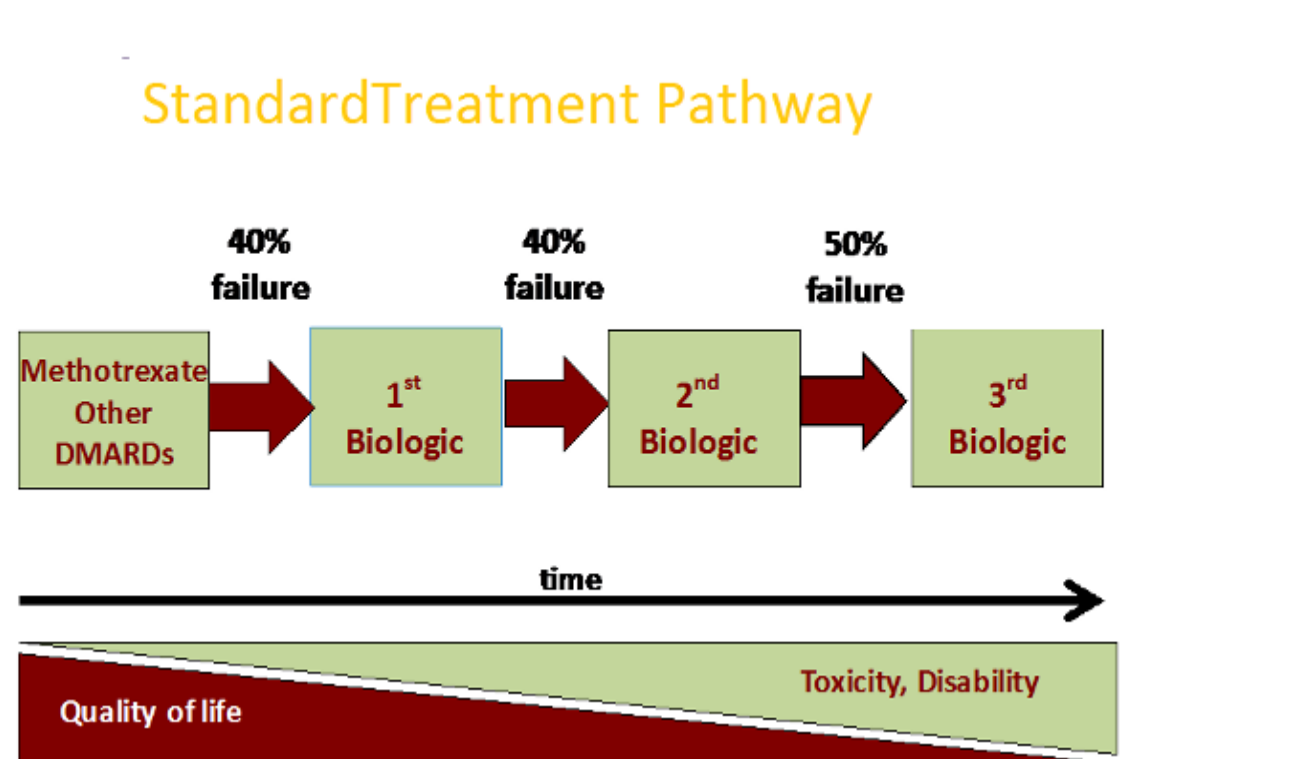 StandardTreatment Pathway
40%
failure
40%
failure
50%
failure
Methotrexate
Other
DMARDs
1st
Biologic
2nd
Biologic
3rd
Biologic
time
Toxicity, Disability
Quality of life